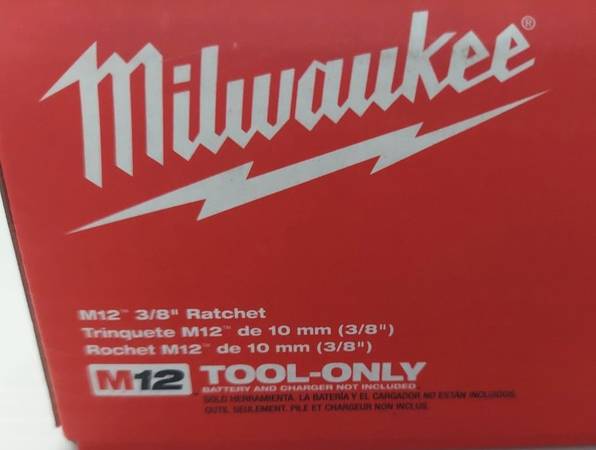 Milwaukee®
M12™ 3/8" Ratchet
Trinquete M12™ de 10 mm (3/8")
Rochet M12™ de 10 mm (3/8")
M12™ TOOL-ONLY
BATTERY AND CHARGER NOT INCLUDED
SOLO HERRAMIENTA. LA BATERÍA Y EL CARGADOR NO ESTÁN INCLUIDOS.
OUTIL SEULEMENT. PILE ET CHARGEUR NON INCLUS.